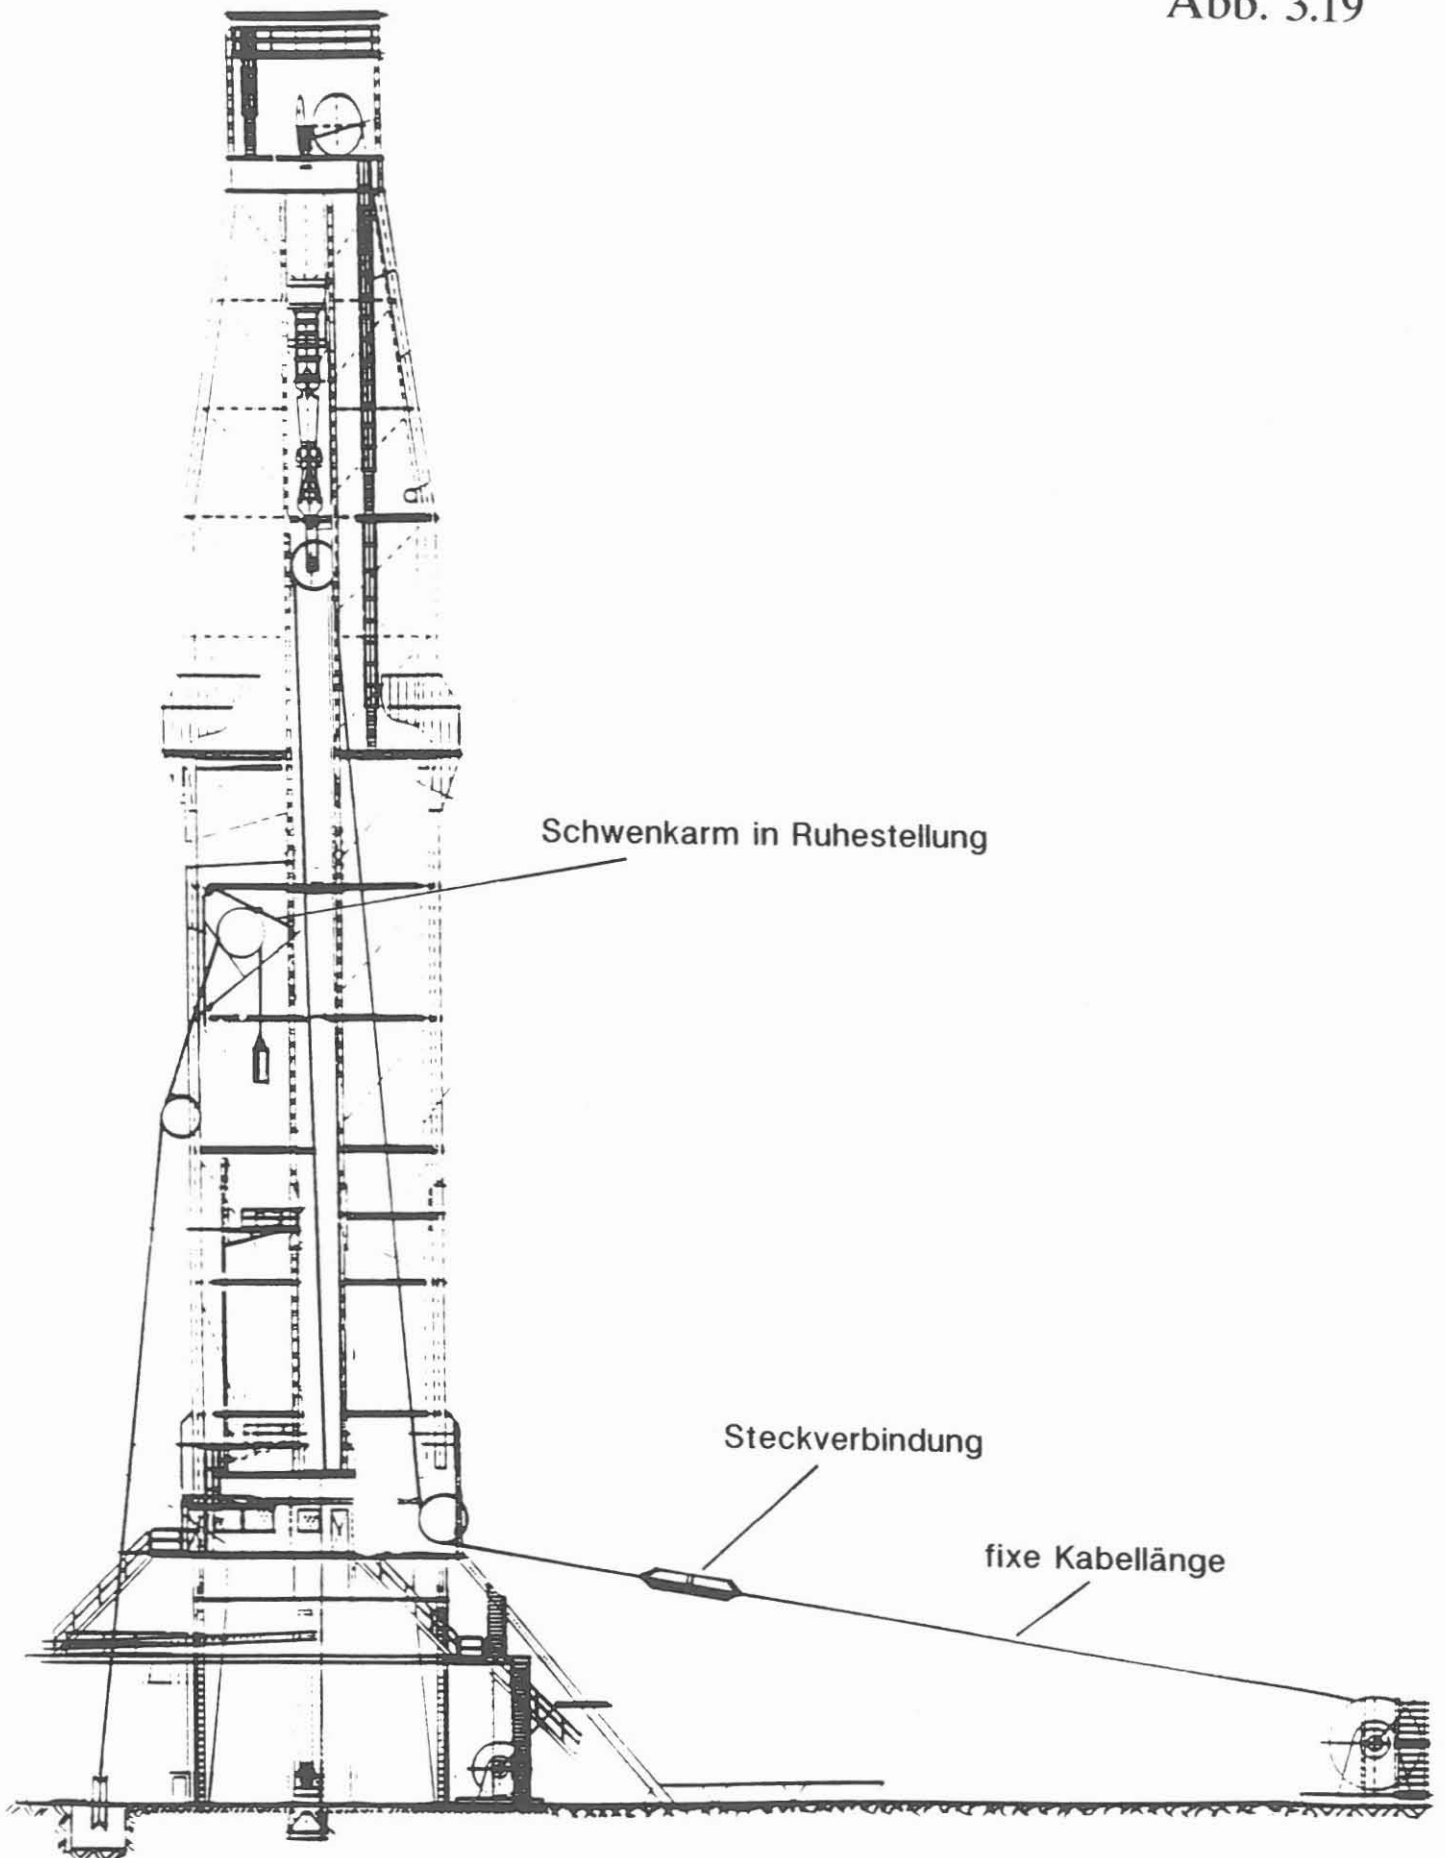 Abb. 3.19
Schwenkarm in Ruhestellung
Steckverbindung
fixe Kabellänge